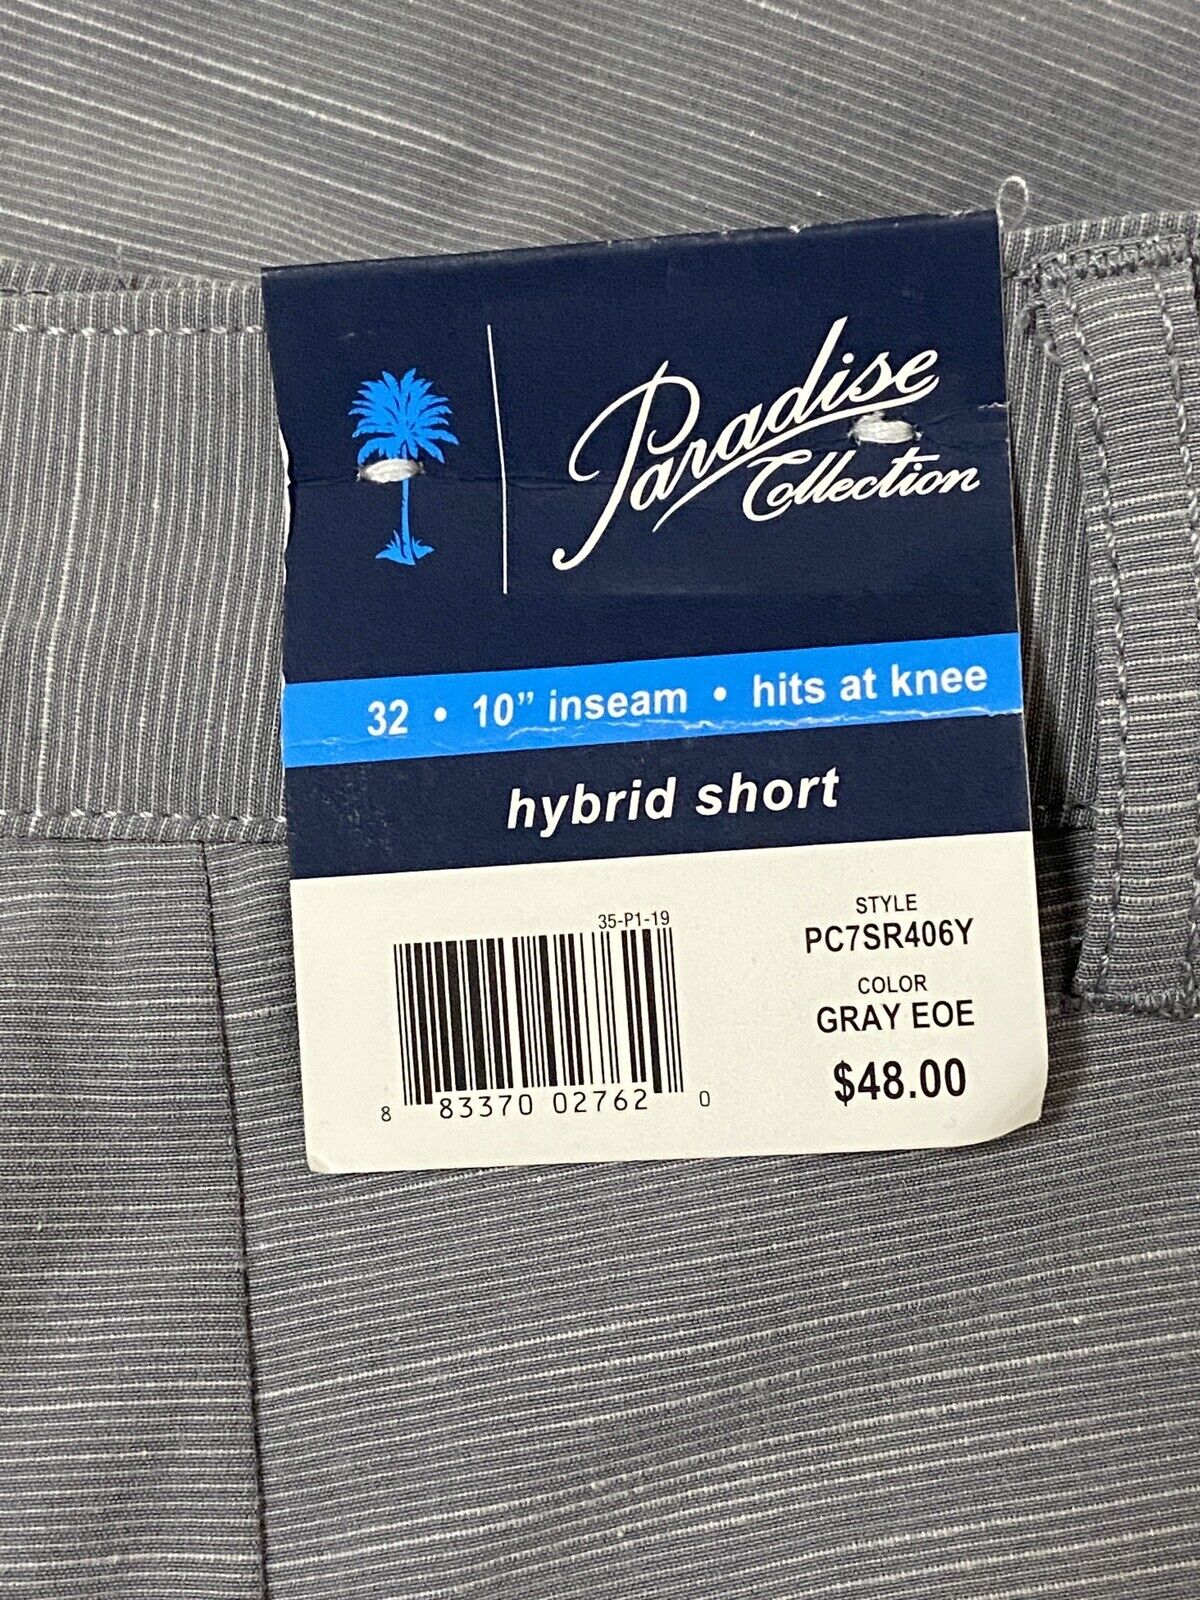 Paradise
Collection
32 • 10” inseam • hits at knee
hybrid short
35-P1-19
8 83370 02762 0
STYLE
PC7SR406Y
COLOR
GRAY EOE
$48.00